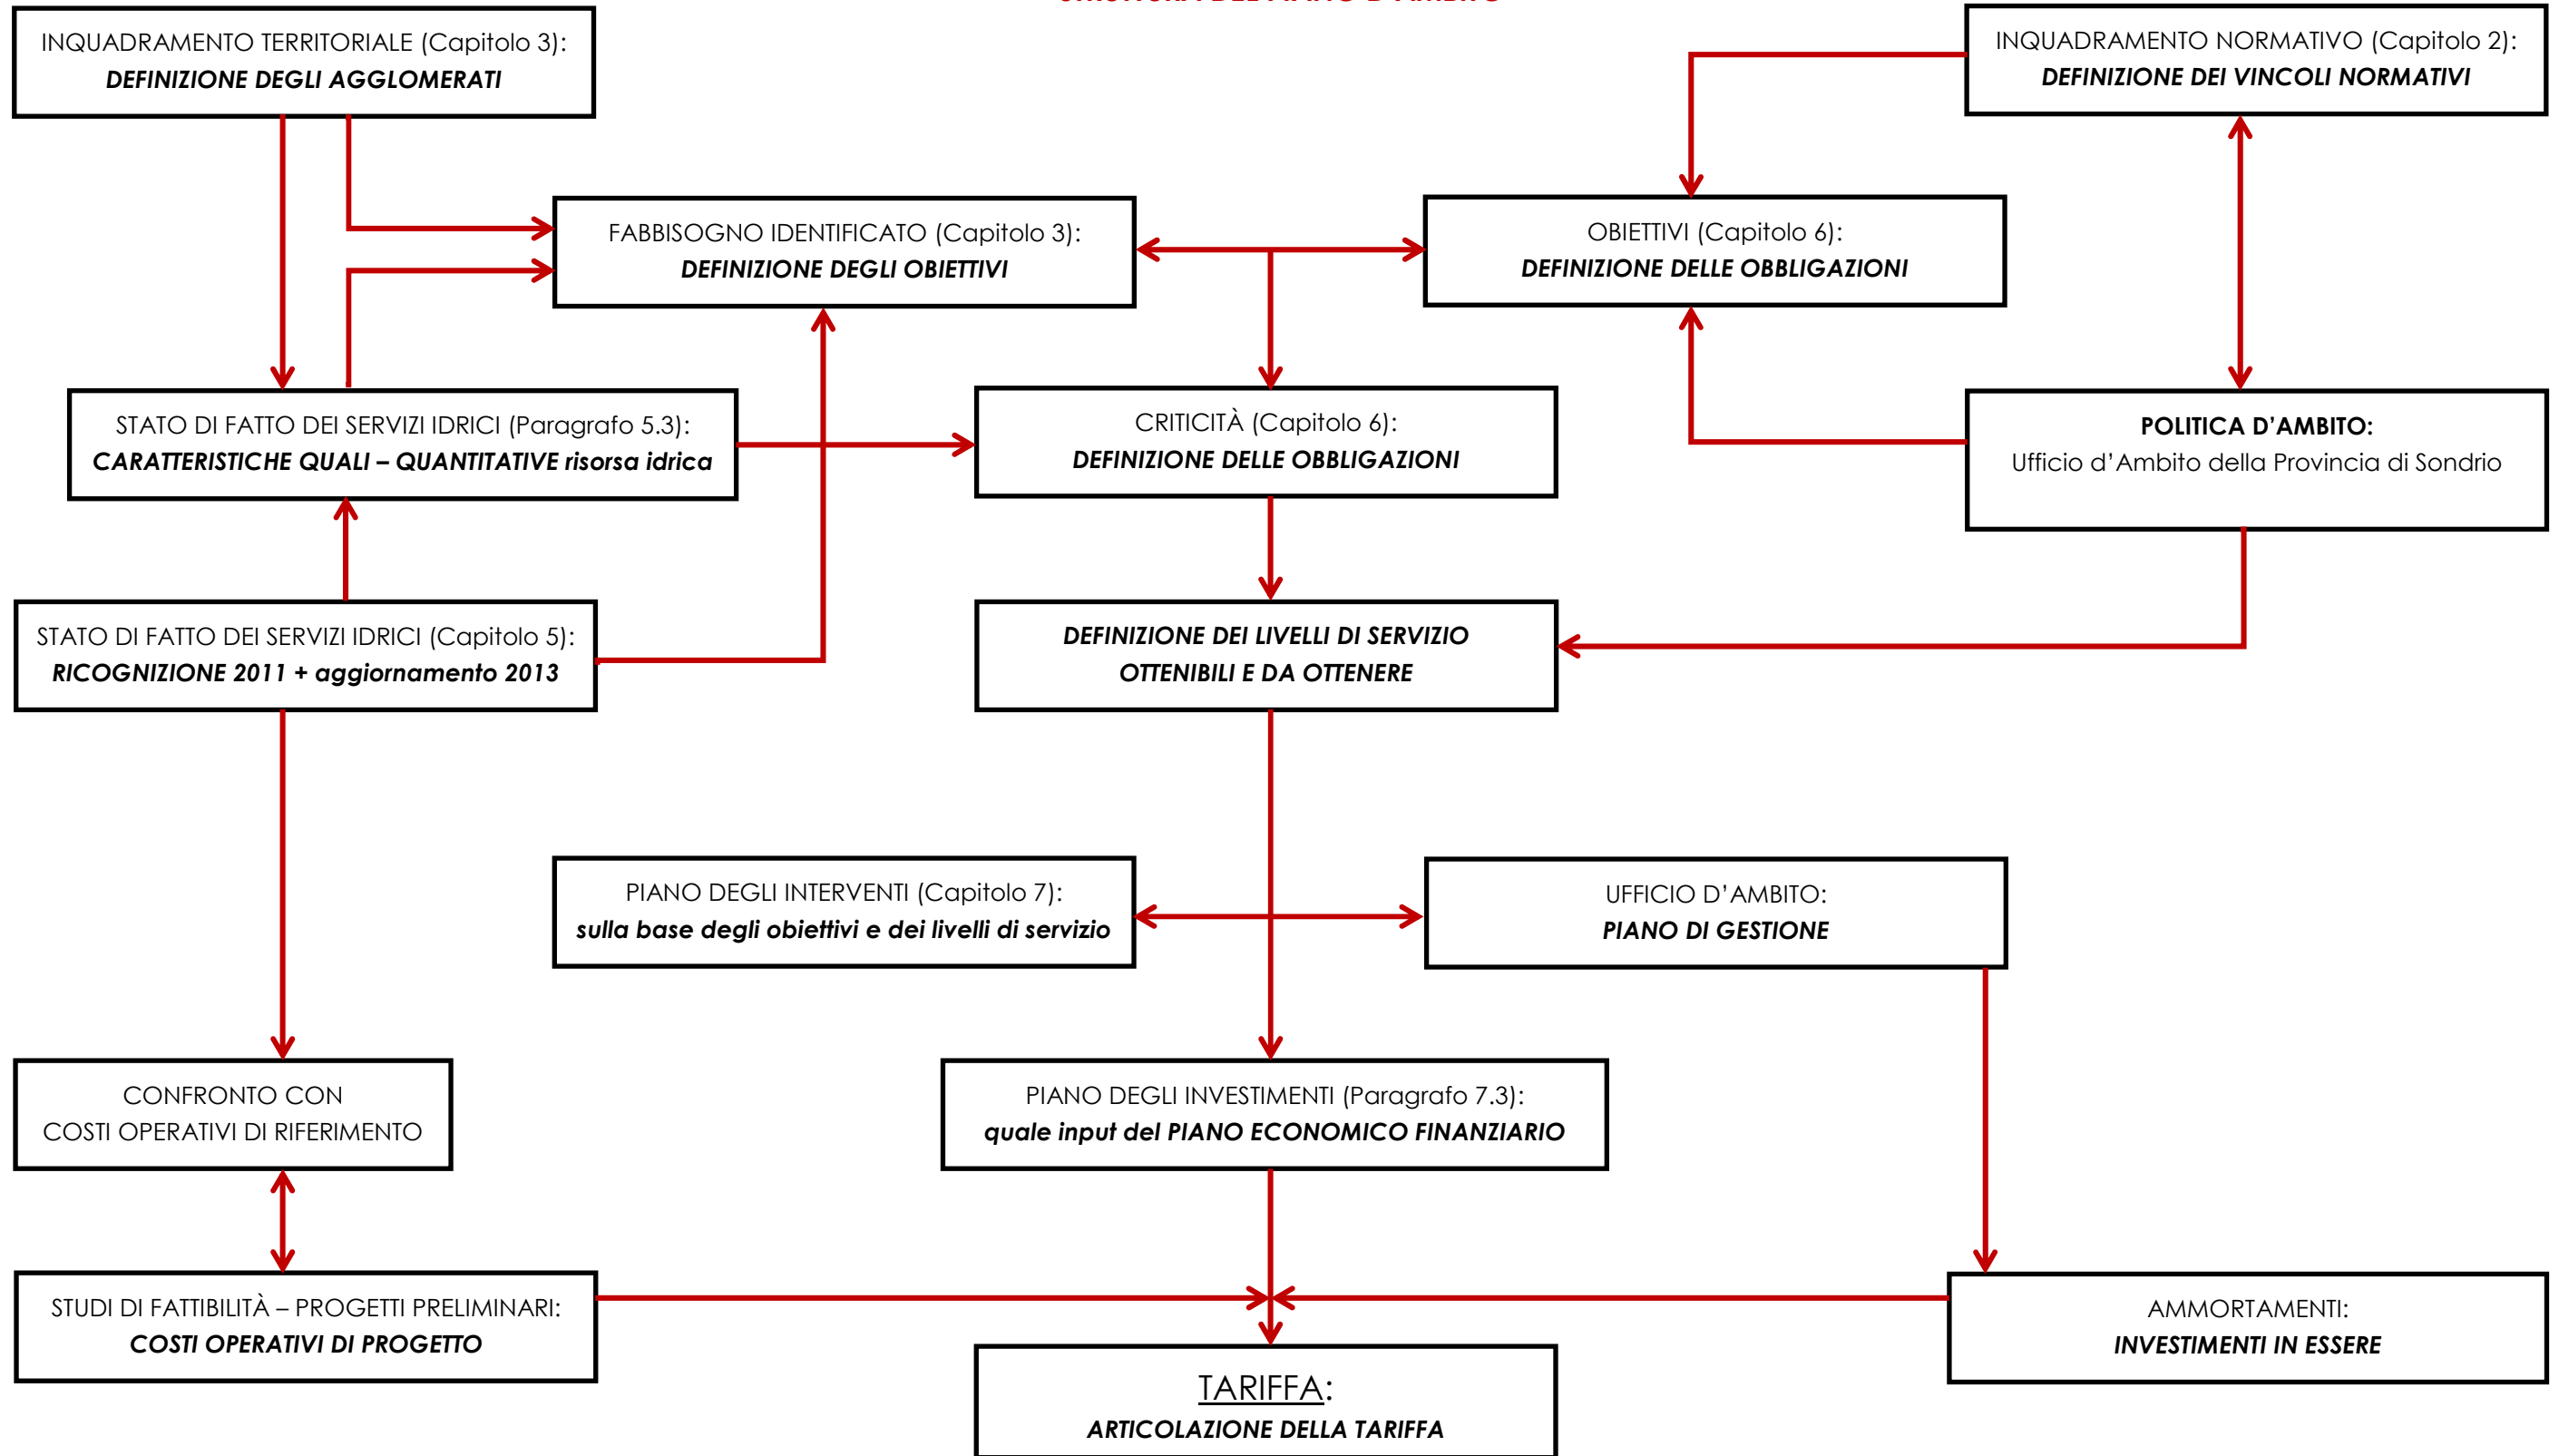 STRUTTURA DEL PIANO D'AMBITO
INQUADRAMENTO TERRITORIALE (Capitolo 3):
DEFINIZIONE DEGLI AGGLOMERATI
INQUADRAMENTO NORMATIVO (Capitolo 2):
DEFINIZIONE DEI VINCOLI NORMATIVI
FABBISOGNO IDENTIFICATO (Capitolo 3):
DEFINIZIONE DEGLI OBIETTIVI
OBIETTIVI (Capitolo 6):
DEFINIZIONE DELLE OBBLIGAZIONI
STATO DI FATTO DEI SERVIZI IDRICI (Paragrafo 5.3):
CARATTERISTICHE QUALI – QUANTITATIVE risorsa idrica
CRITICITÀ (Capitolo 6):
DEFINIZIONE DELLE OBBLIGAZIONI
POLITICA D’AMBITO:
Ufficio d’Ambito della Provincia di Sondrio
STATO DI FATTO DEI SERVIZI IDRICI (Capitolo 5):
RICOGNIZIONE 2011 + aggiornamento 2013
DEFINIZIONE DEI LIVELLI DI SERVIZIO
OTTENIBILI E DA OTTENERE
PIANO DEGLI INTERVENTI (Capitolo 7):
sulla base degli obiettivi e dei livelli di servizio
UFFICIO D’AMBITO:
PIANO DI GESTIONE
CONFRONTO CON
COSTI OPERATIVI DI RIFERIMENTO
PIANO DEGLI INVESTIMENTI (Paragrafo 7.3):
quale input del PIANO ECONOMICO FINANZIARIO
STUDI DI FATTIBILITÀ – PROGETTI PRELIMINARI:
COSTI OPERATIVI DI PROGETTO
AMMORTAMENTI:
INVESTIMENTI IN ESSERE
TARIFFA:
ARTICOLAZIONE DELLA TARIFFA